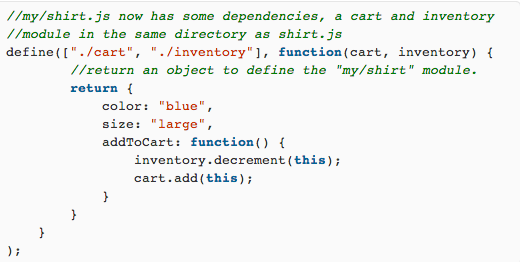 //my/shirt.js now has some dependencies, a cart and inventory
//module in the same directory as shirt.js
define(["./cart", "./inventory"], function(cart, inventory) {
        //return an object to define the "my/shirt" module.
        return {
            color: "blue",
            size: "large",
            addToCart: function() {
                inventory.decrement(this);
                cart.add(this);
            }
        }
    }
);